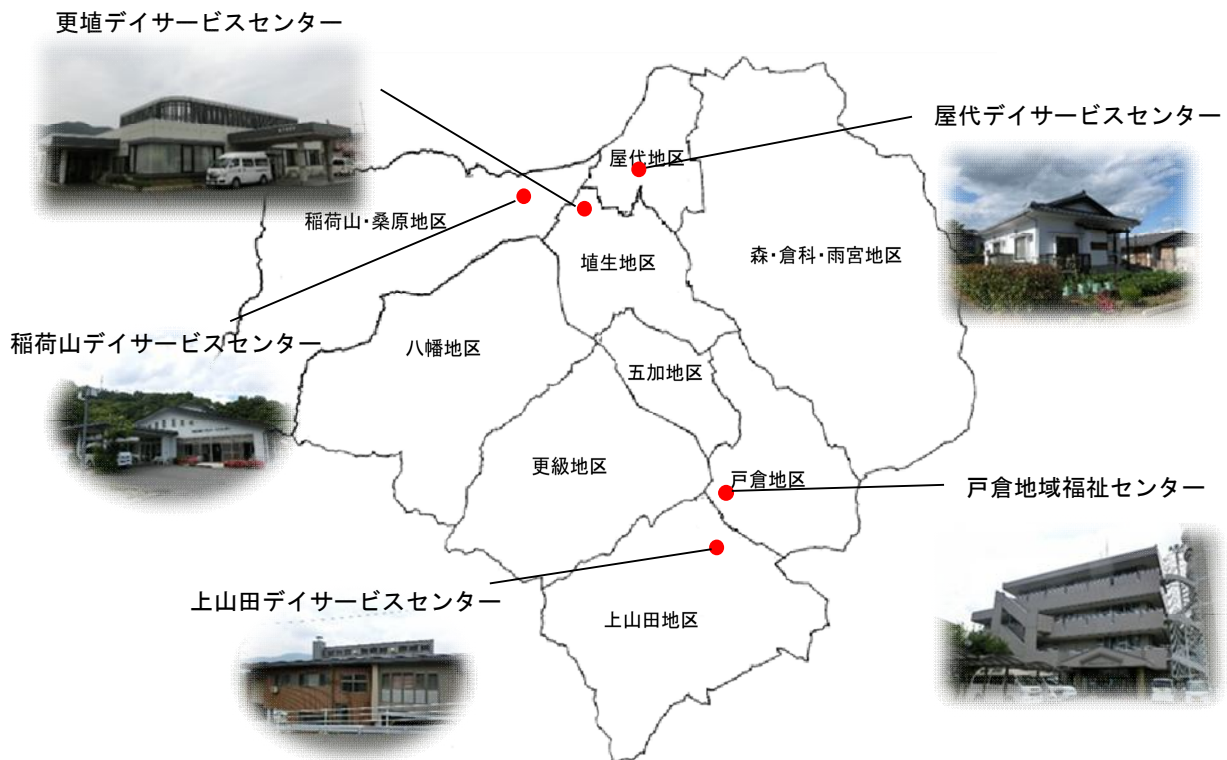 更埴デイサービスセンター
屋代デイサービスセンター
屋代地区
稲荷山・桑原地区
埴生地区
森・倉科・雨宮地区
稲荷山デイサービスセンター
八幡地区
五加地区
更級地区
戸倉地区
戸倉地域福祉センター
上山田デイサービスセンター
上山田地区